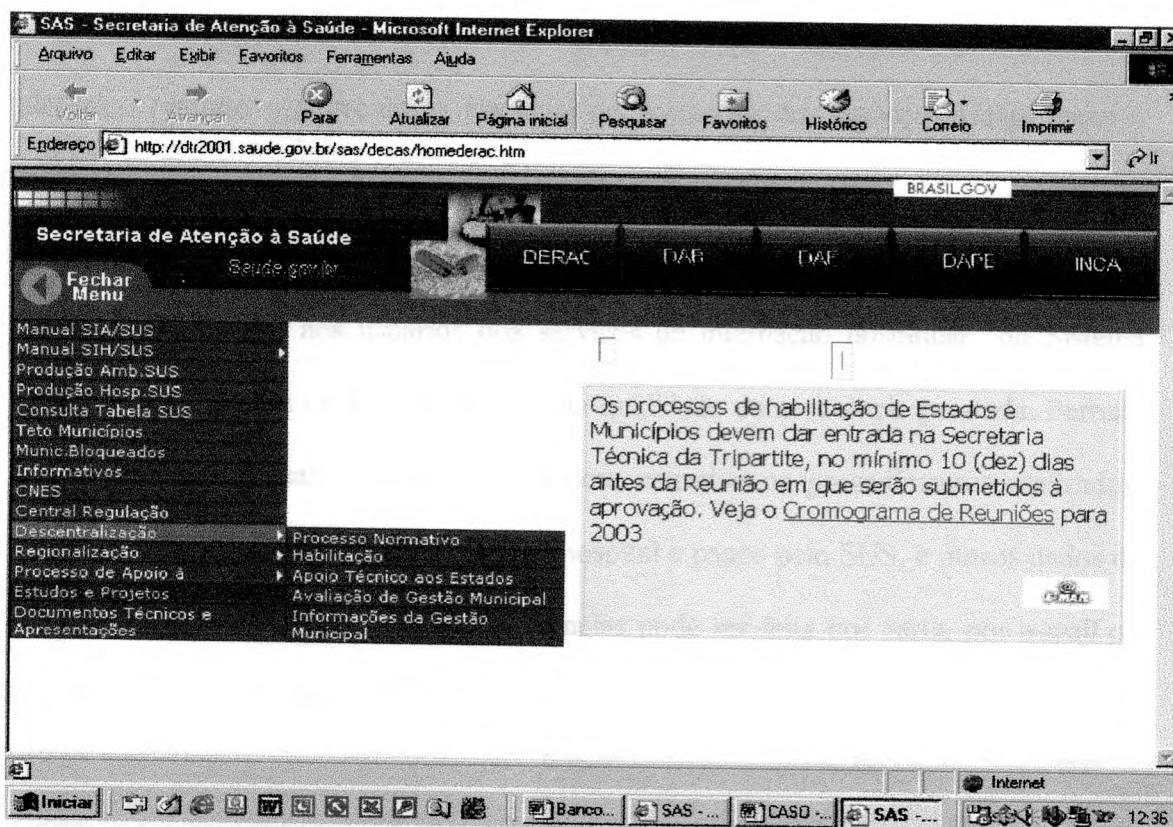 SAS - Secretaria de Atenção à Saúde - Microsoft Internet Explorer
Arquivo Editar Exibir Favoritos Ferramentas Ajuda
Voltar Avançar Parar Atualizar Página inicial Pesquisar Favoritos Histórico Correio Imprimir
Endereço http://dtr2001.saude.gov.br/sas/decas/homederac.htm Ir
BRASIL.GOV
Secretaria de Atenção à Saúde
Saude.gov.br
DERAC DAB DAE DAPE INCA
Fechar
Menu
Manual SIA/SUS
Manual SIH/SUS
Produção Amb.SUS
Produção Hosp.SUS
Consulta Tabela SUS
Teto Municípios
Munic.Bloqueados
Informativos
CNES
Central Regulação
Descentralização
Regionalização
Processo de Apoio à
Estudos e Projetos
Documentos Técnicos e
Apresentações
Processo Normativo
Habilitação
Apoio Técnico aos Estados
Avaliação de Gestão Municipal
Informações da Gestão
Municipal
Os processos de habilitação de Estados e
Municípios devem dar entrada na Secretaria
Técnica da Tripartite, no mínimo 10 (dez) dias
antes da Reunião em que serão submetidos à
aprovação. Veja o Cromograma de Reuniões para
2003
Internet
Iniciar Banco... SAS -... CASO -... SAS -... 12:38